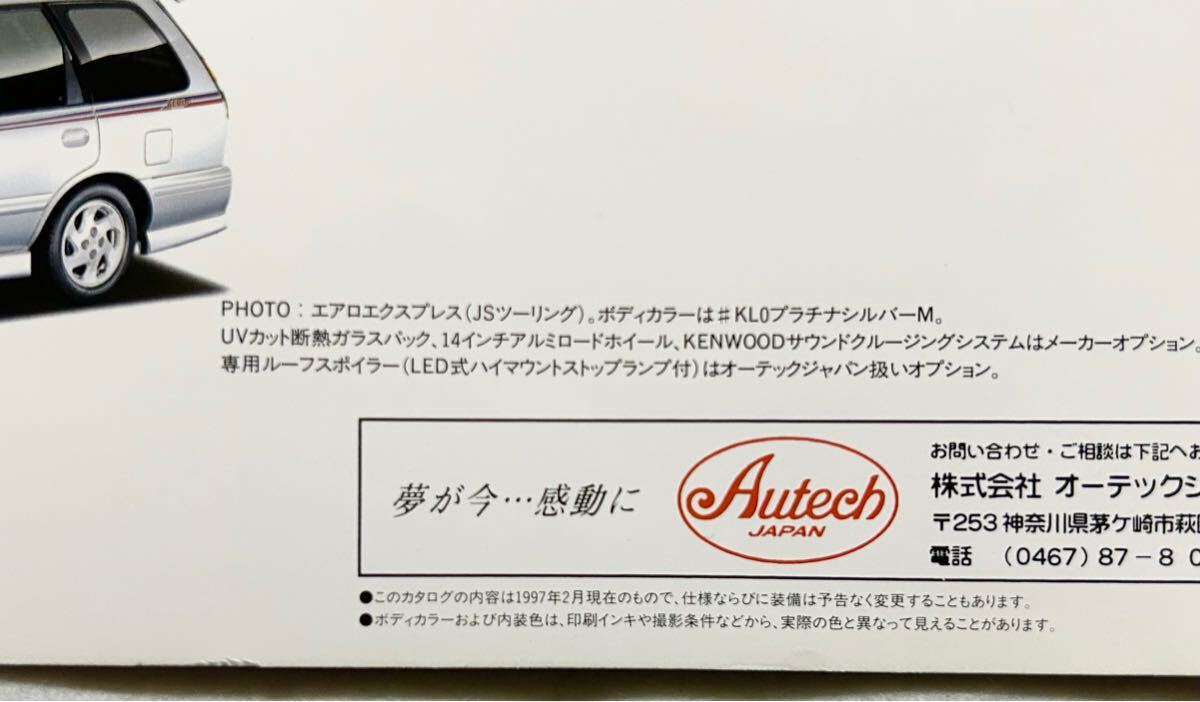 PHOTO：エアロエクスプレス（JSツーリング）。ボディカラーは♯KL0プラチナシルバーM。
UVカット断熱ガラスパック、14インチアルミロードホイール、KENWOODサウンドクルージングシステムはメーカーオプション。
専用ルーフスポイラー（LED式ハイマウントストップランプ付）はオーテックジャパン扱いオプション。
夢が今…感動に
Autech
JAPAN
お問い合わせ・ご相談は下記へお
株式会社 オーテックジ
〒253 神奈川県茅ケ崎市萩
電話 （0467）87－8 0
●このカタログの内容は1997年2月現在のもので、仕様ならびに装備は予告なく変更することもあります。
●ボディカラーおよび内装色は、印刷インキや撮影条件などから、実際の色と異なって見えることがあります。